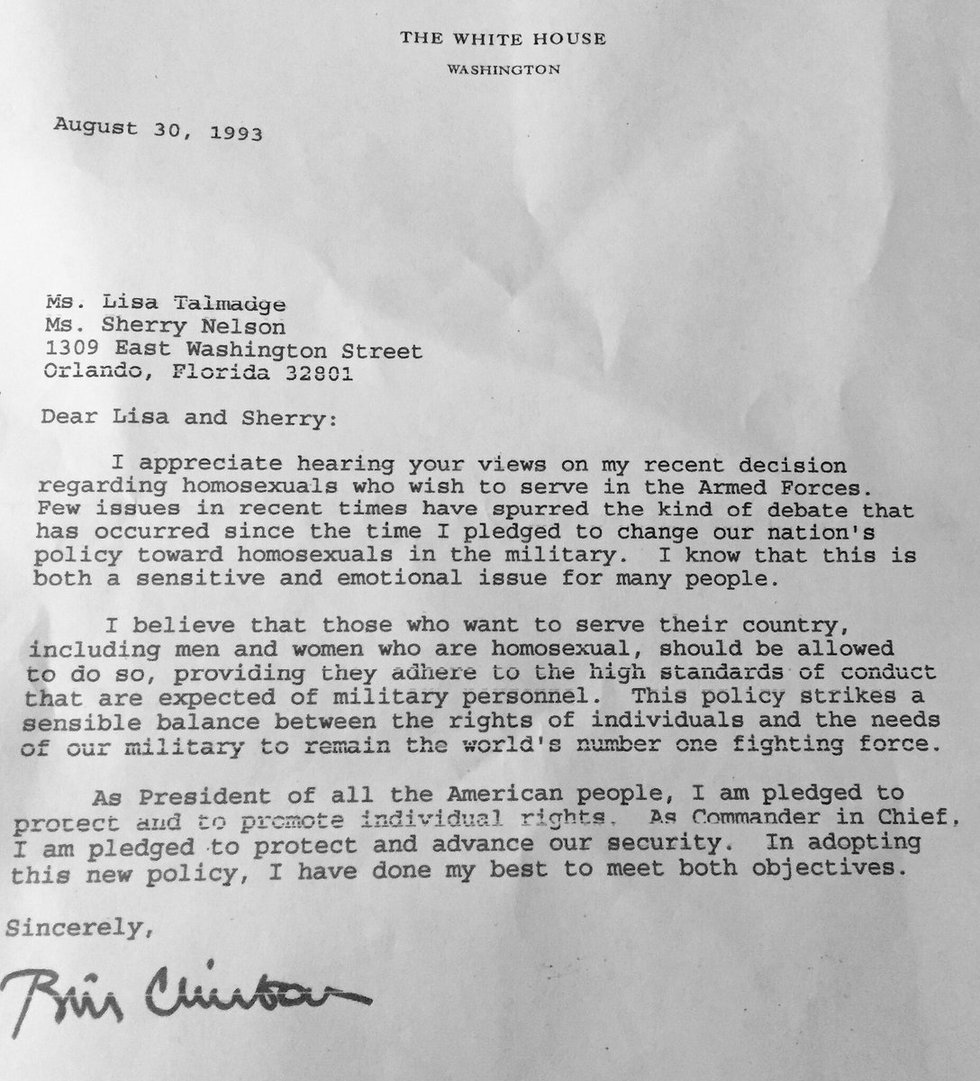 THE WHITE HOUSE
WASHINGTON
August 30, 1993
Ms. Lisa Talmadge
Ms. Sherry Nelson
1309 East Washington Street
Orlando, Florida 32801
Dear Lisa and Sherry:
I appreciate hearing your views on my recent decision
regarding homosexuals who wish to serve in the Armed Forces.
Few issues in recent times have spurred the kind of debate that
has occurred since the time I pledged to change our nation's
policy toward homosexuals in the military. I know that this is
both a sensitive and emotional issue for many people.
I believe that those who want to serve their country,
including men and women who are homosexual, should be allowed
to do so, providing they adhere to the high standards of conduct
that are expected of military personnel. This policy strikes a
sensible balance between the rights of individuals and the needs
of our military to remain the world's number one fighting force.
As President of all the American people, I am pledged to
protect and to promote individual rights. As Commander in Chief,
I am pledged to protect and advance our security. In adopting
this new policy, I have done my best to meet both objectives.
Sincerely,
Bill Clinton